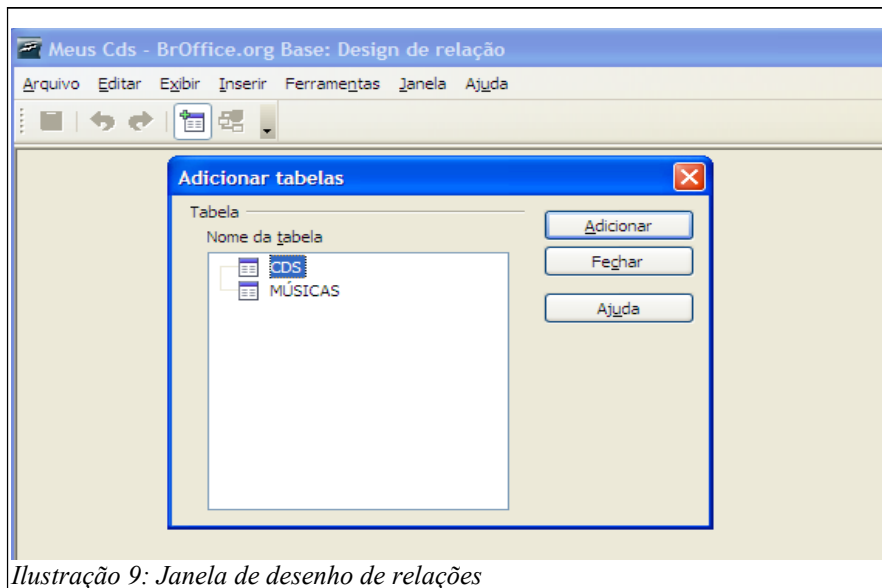 Meus Cds - BrOffice.org Base: Design de relação
Arquivo Editar Exibir Inserir Ferramentas Janela Ajuda
Adicionar tabelas
Tabela
Adicionar
Nome da tabela
CDS
Fechar
MÚSICAS
Ajuda
Ilustração 9: Janela de desenho de relações